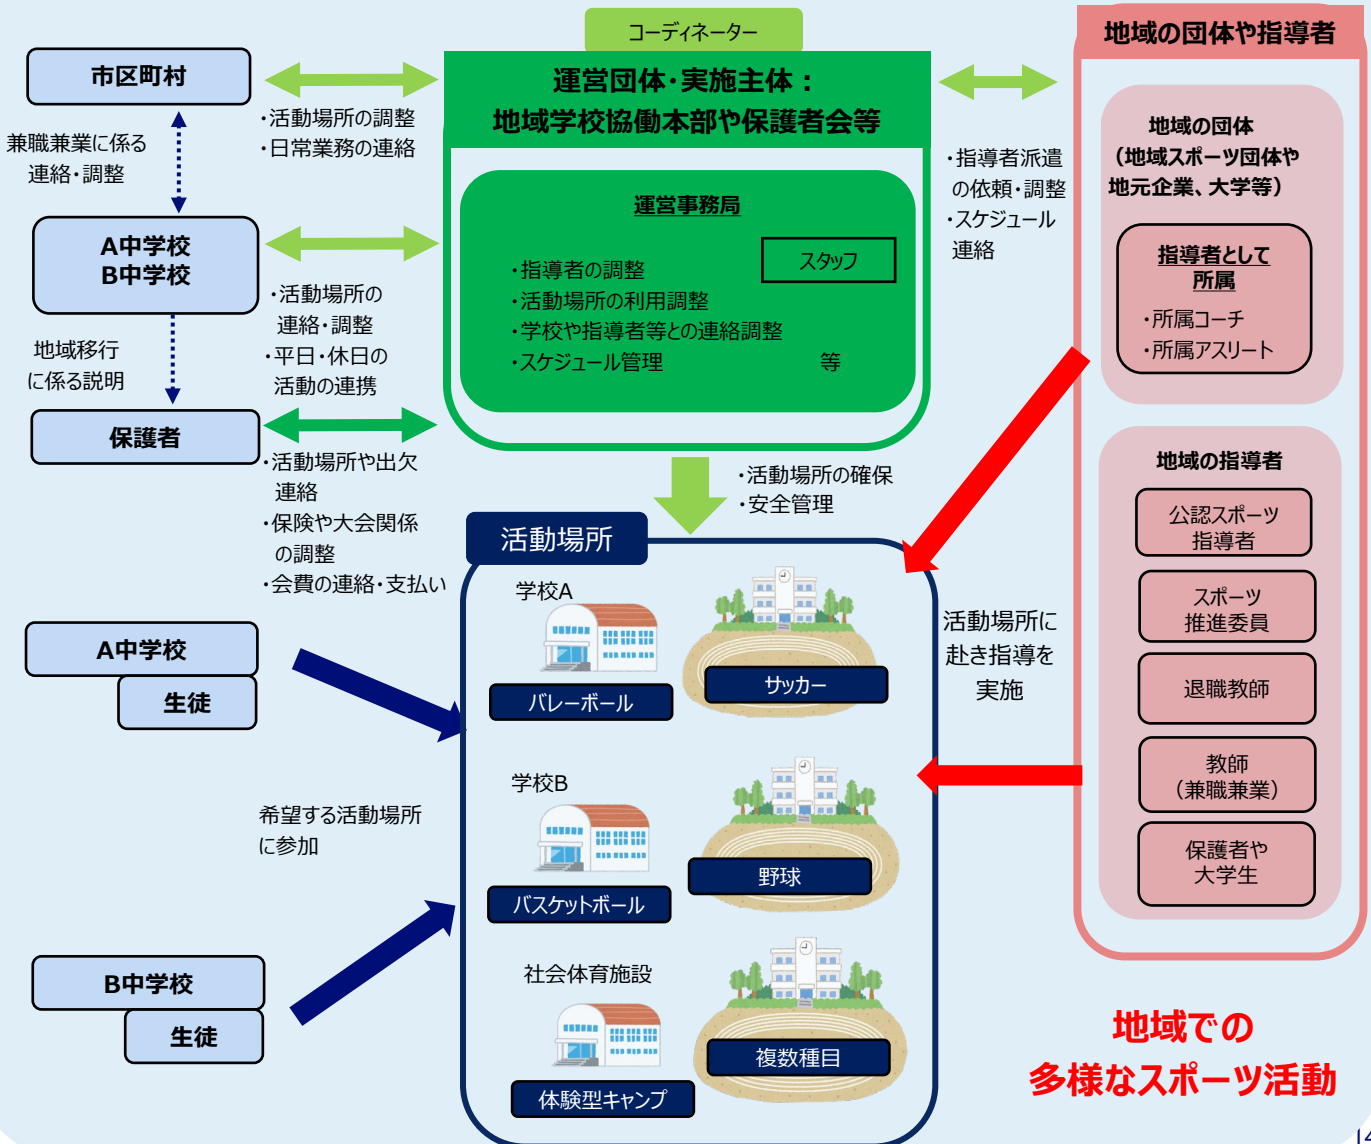 コーディネーター
運営団体・実施主体：
地域学校協働本部や保護者会等
運営事務局
スタッフ
・指導者の調整
・活動場所の利用調整
・学校や指導者等との連絡調整
・スケジュール管理　等
市区町村
・活動場所の調整
・日常業務の連絡
兼職兼業に係る
連絡・調整
A中学校
B中学校
・活動場所の
連絡・調整
・平日・休日の
活動の連携
地域移行
に係る説明
保護者
・活動場所や出欠
連絡
・保険や大会関係
の調整
・会費の連絡・支払い
・指導者派遣
の依頼・調整
・スケジュール
連絡
地域の団体や指導者
地域の団体
（地域スポーツ団体や
地元企業、大学等）
指導者として
所属
・所属コーチ
・所属アスリート
地域の指導者
公認スポーツ
指導者
スポーツ
推進委員
退職教師
教師
（兼職兼業）
保護者や
大学生
・活動場所の確保
・安全管理
活動場所
学校A
バレーボール
サッカー
学校B
バスケットボール
野球
社会体育施設
体験型キャンプ
複数種目
活動場所に
赴き指導を
実施
A中学校
生徒
希望する活動場所
に参加
B中学校
生徒
地域での
多様なスポーツ活動